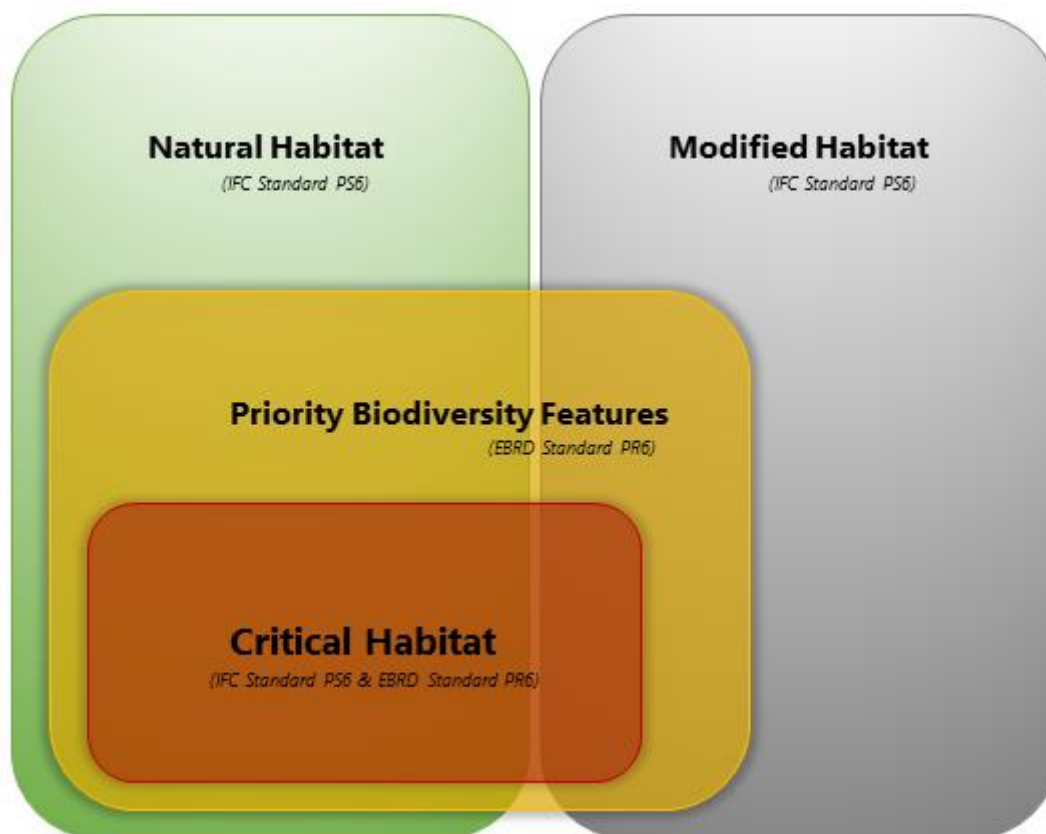 Natural Habitat
(IFC Standard PS6)
Modified Habitat
(IFC Standard PS6)
Priority Biodiversity Features
(EBRD Standard PR6)
Critical Habitat
(IFC Standard PS6 & EBRD Standard PR6)